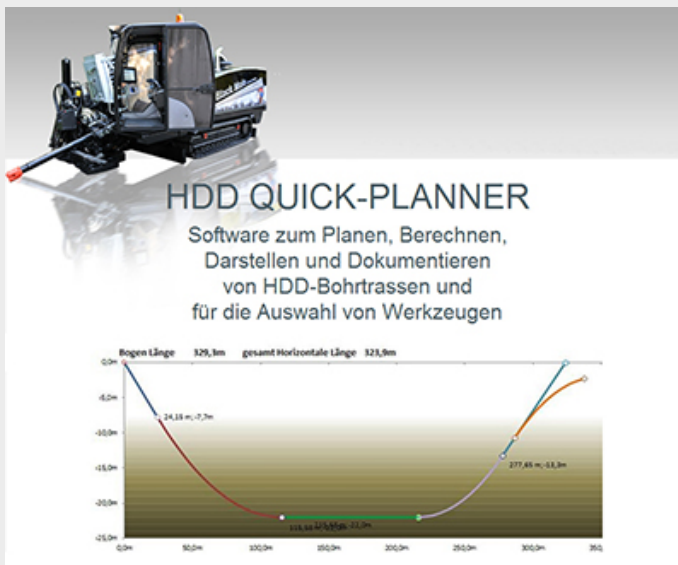 HDD QUICK-PLANNER
Software zum Planen, Berechnen,
Darstellen und Dokumentieren
von HDD-Bohrtrassen und
für die Auswahl von Werkzeugen
Bogen Länge 329,3m gesamt Horizontale Länge 323,9m
0,0m
-5,0m
-10,0m
-15,0m
-20,0m
-25,0m
24,15 m; -7,7m
277,65 m; -13,3m
0,0m 50,0m 100,0m 150,0m 200,0m 250,0m 300,0m 350,